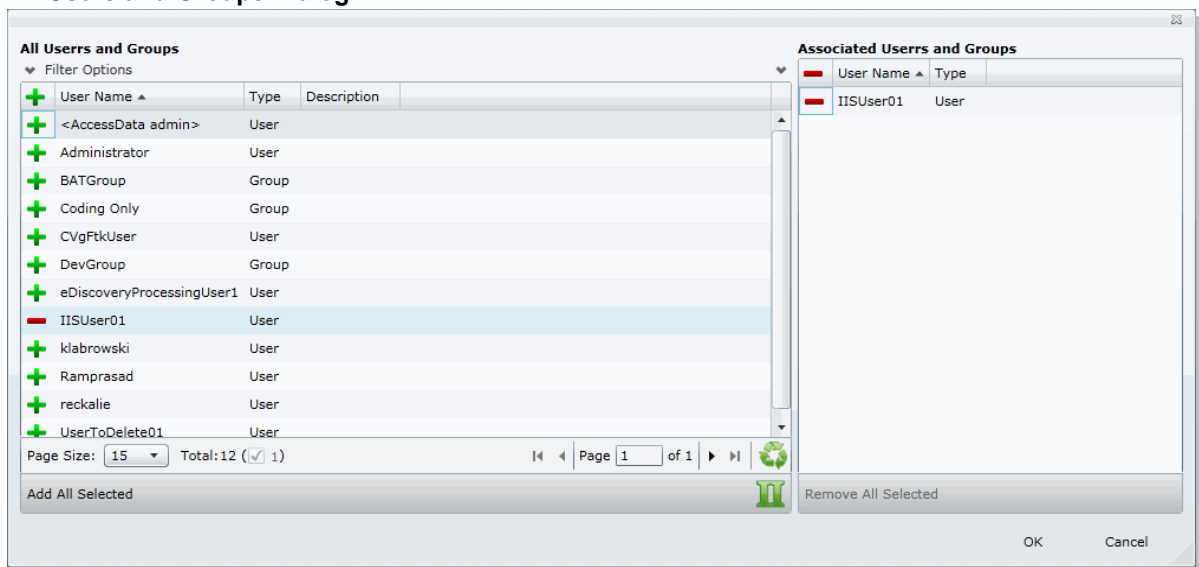 All Userrs and Groups
Filter Options
User Name Type Description
<AccessData admin> User
Administrator User
BATGroup Group
Coding Only Group
CVgFtkUser User
DevGroup Group
eDiscoveryProcessingUser1 User
IISUser01 User
klabrowski User
Ramprasad User
reckalie User
UserToDelete01 User
Page Size: 15 Total:12 ( 1) Page 1 of 1
Add All Selected
Associated Userrs and Groups
User Name Type
IISUser01 User
Remove All Selected
OK Cancel